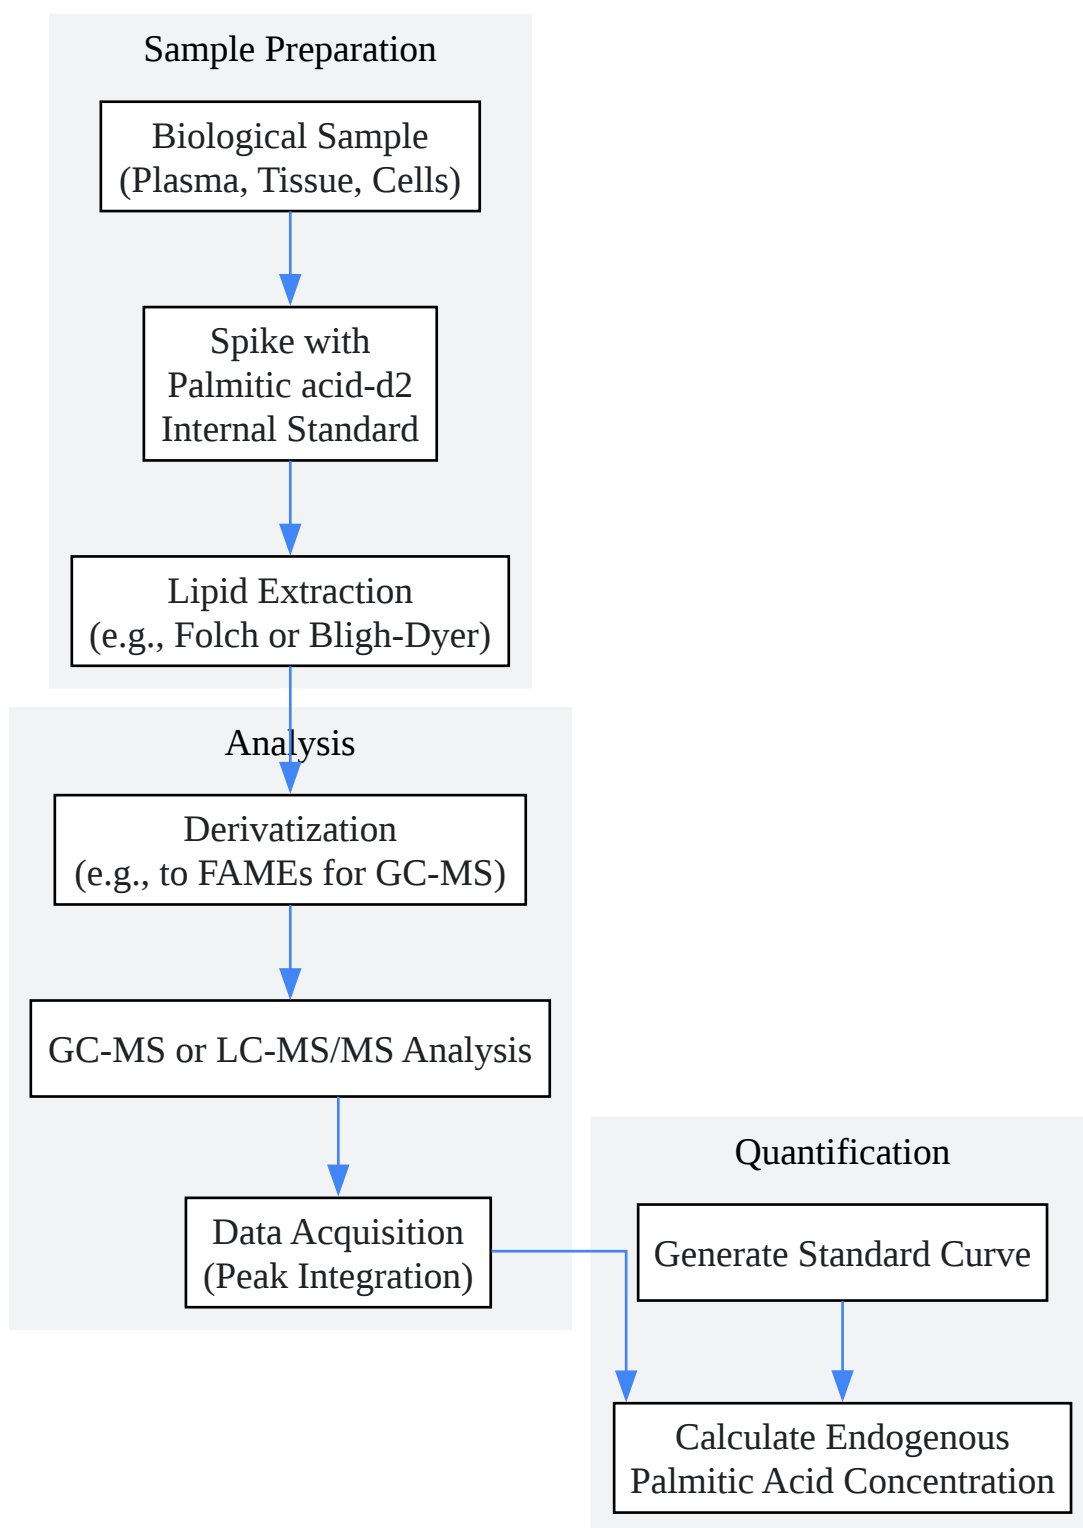 Sample Preparation
Biological Sample
(Plasma, Tissue, Cells)
Spike with
Palmitic acid-d2
Internal Standard
Lipid Extraction
(e.g., Folch or Bligh-Dyer)
Analysis
Derivatization
(e.g., to FAMEs for GC-MS)
GC-MS or LC-MS/MS Analysis
Data Acquisition
(Peak Integration)
Quantification
Generate Standard Curve
Calculate Endogenous
Palmitic Acid Concentration